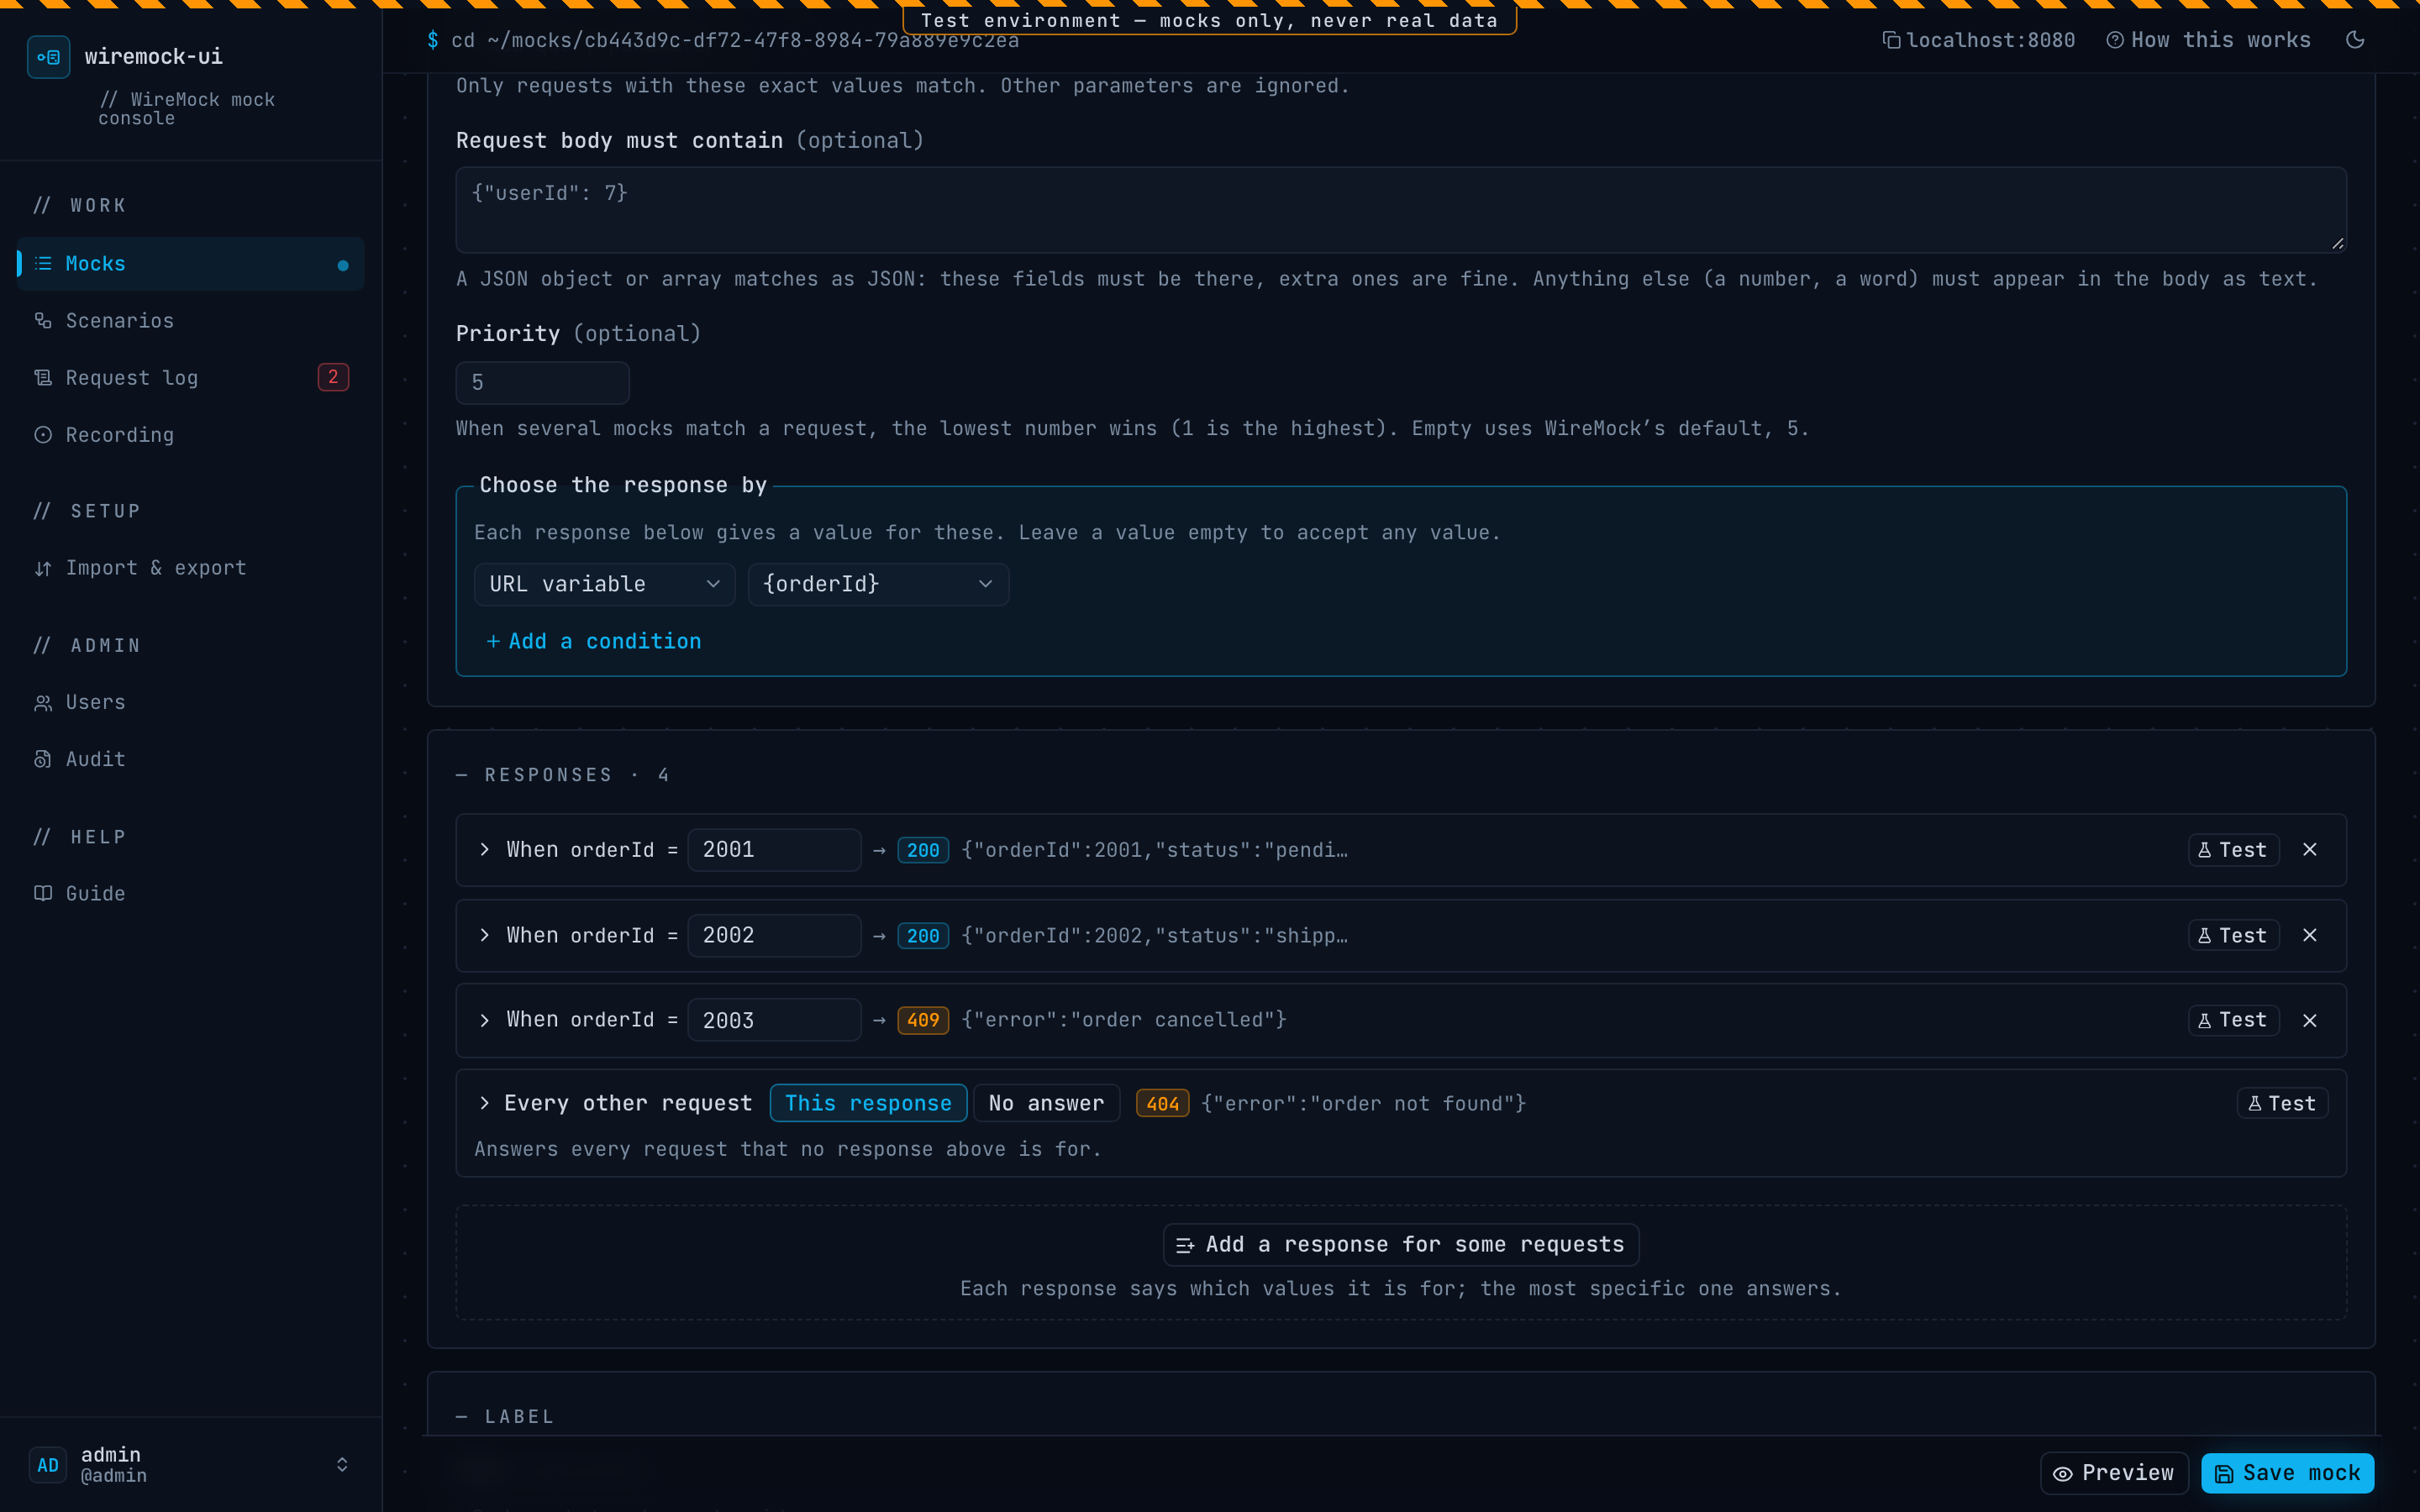 Test environment — mocks only, never real data
wiremock-ui
// WireMock mock
console
$ cd ~/mocks/cb443d9c-df72-47f8-8984-79a889e9c2ea
localhost:8080
How this works
// WORK
Mocks
Scenarios
Request log
2
Recording
// SETUP
Import & export
// ADMIN
Users
Audit
// HELP
Guide
AD
admin
@admin
Only requests with these exact values match. Other parameters are ignored.
Request body must contain (optional)
{"userId": 7}
A JSON object or array matches as JSON: these fields must be there, extra ones are fine. Anything else (a number, a word) must appear in the body as text.
Priority (optional)
5
When several mocks match a request, the lowest number wins (1 is the highest). Empty uses WireMock’s default, 5.
Choose the response by
Each response below gives a value for these. Leave a value empty to accept any value.
URL variable
{orderId}
+ Add a condition
— RESPONSES · 4
When orderId = 2001 → 200 {"orderId":2001,"status":"pendi… Test
When orderId = 2002 → 200 {"orderId":2002,"status":"shipp… Test
When orderId = 2003 → 409 {"error":"order cancelled"} Test
Every other request This response No answer 404 {"error":"order not found"} Test
Answers every request that no response above is for.
Add a response for some requests
Each response says which values it is for; the most specific one answers.
— LABEL
Preview
Save mock